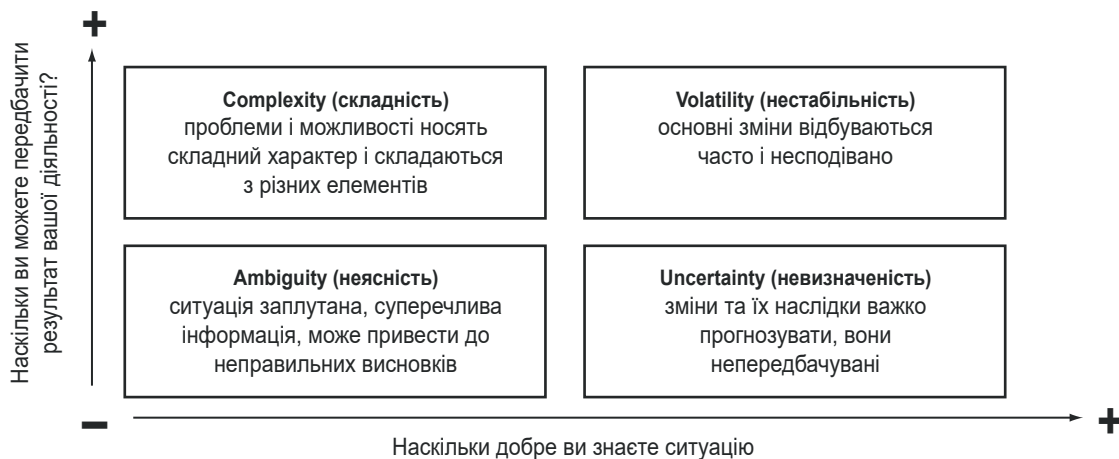 +
Наскільки ви можете передбачити
результат вашої діяльності?
Complexity (складність)
проблеми і можливості носять
складний характер і складаються
з різних елементів
Volatility (нестабільність)
основні зміни відбуваються
часто і несподівано
Ambiguity (неясність)
ситуація заплутана, суперечлива
інформація, може привести до
неправильних висновків
Uncertainty (невизначеність)
зміни та їх наслідки важко
прогнозувати, вони
непередбачувані
–
+
Наскільки добре ви знаєте ситуацію